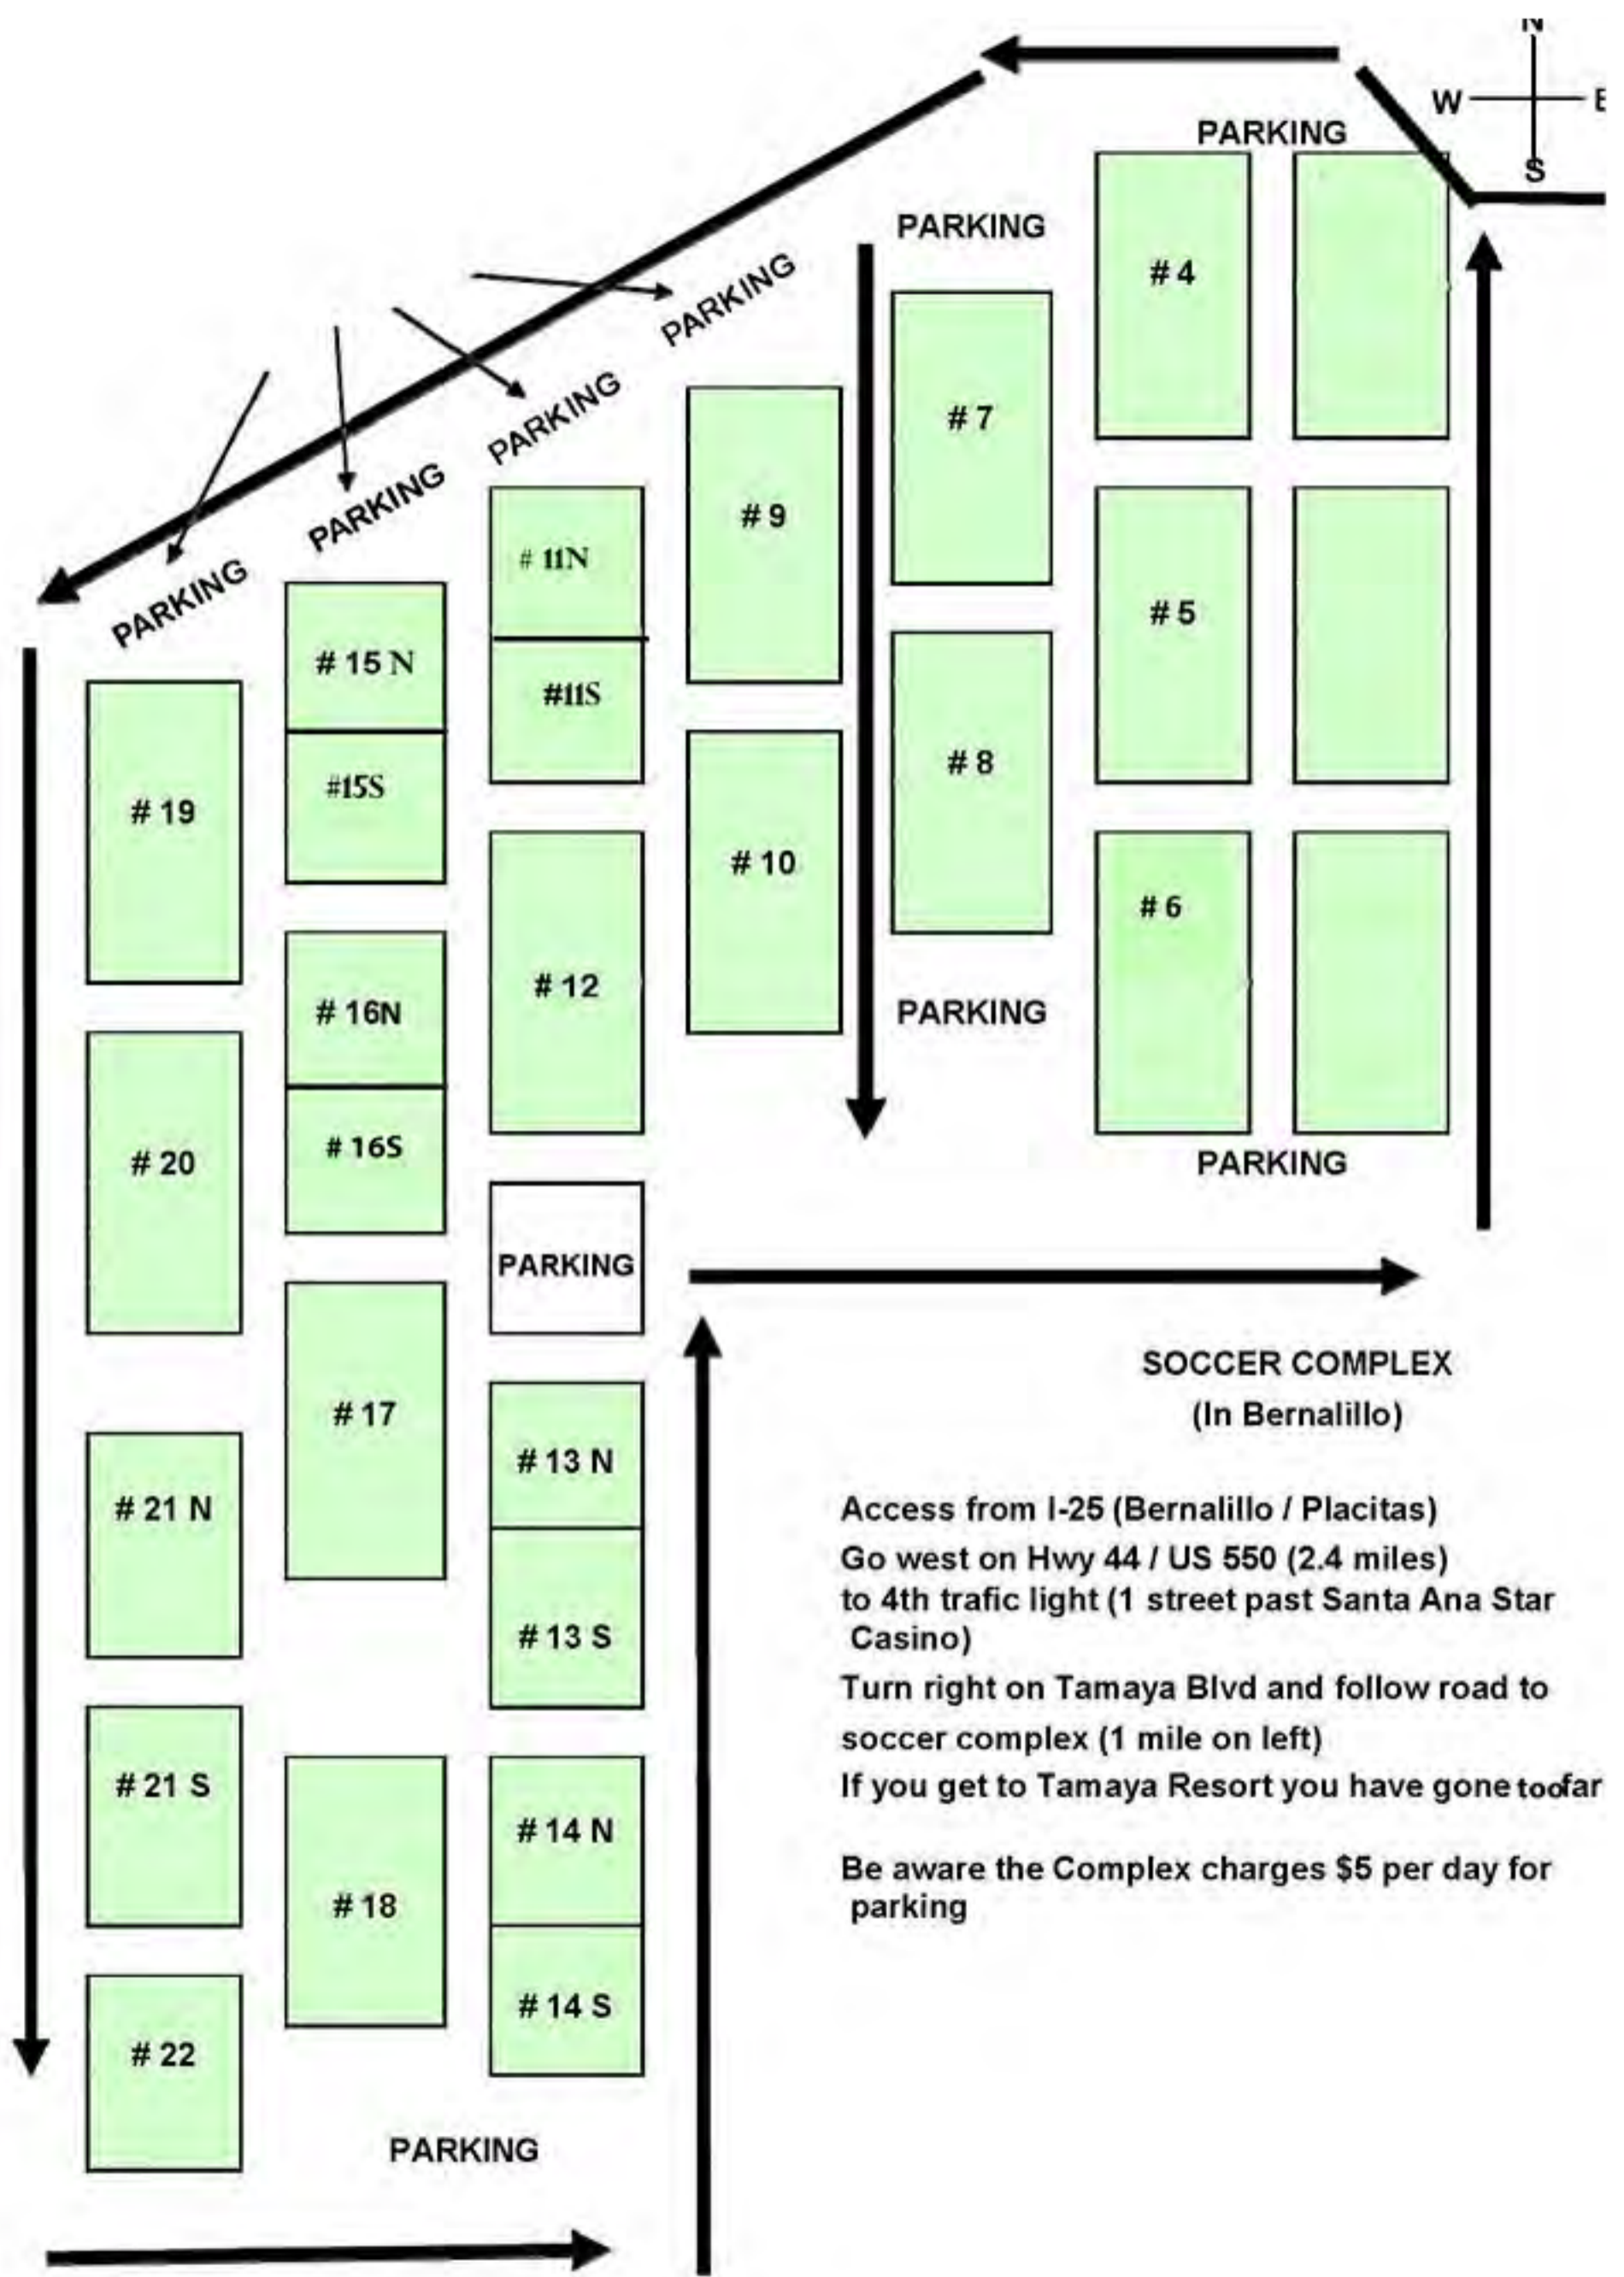 N
W
E
S
PARKING
PARKING
# 4
PARKING
# 7
PARKING
# 9
PARKING
# 11N
# 5
PARKING
# 15 N
#11S
# 8
#15S
# 19
# 10
# 6
# 12
# 16N
PARKING
# 16S
# 20
PARKING
PARKING
# 17
# 13 N
# 21 N
# 13 S
# 21 S
# 14 N
# 18
# 14 S
# 22
PARKING
SOCCER COMPLEX
(In Bernalillo)
Access from I-25 (Bernalillo / Placitas)
Go west on Hwy 44 / US 550 (2.4 miles)
to 4th trafic light (1 street past Santa Ana Star
Casino)
Turn right on Tamaya Blvd and follow road to
soccer complex (1 mile on left)
If you get to Tamaya Resort you have gone too far
Be aware the Complex charges $5 per day for
parking